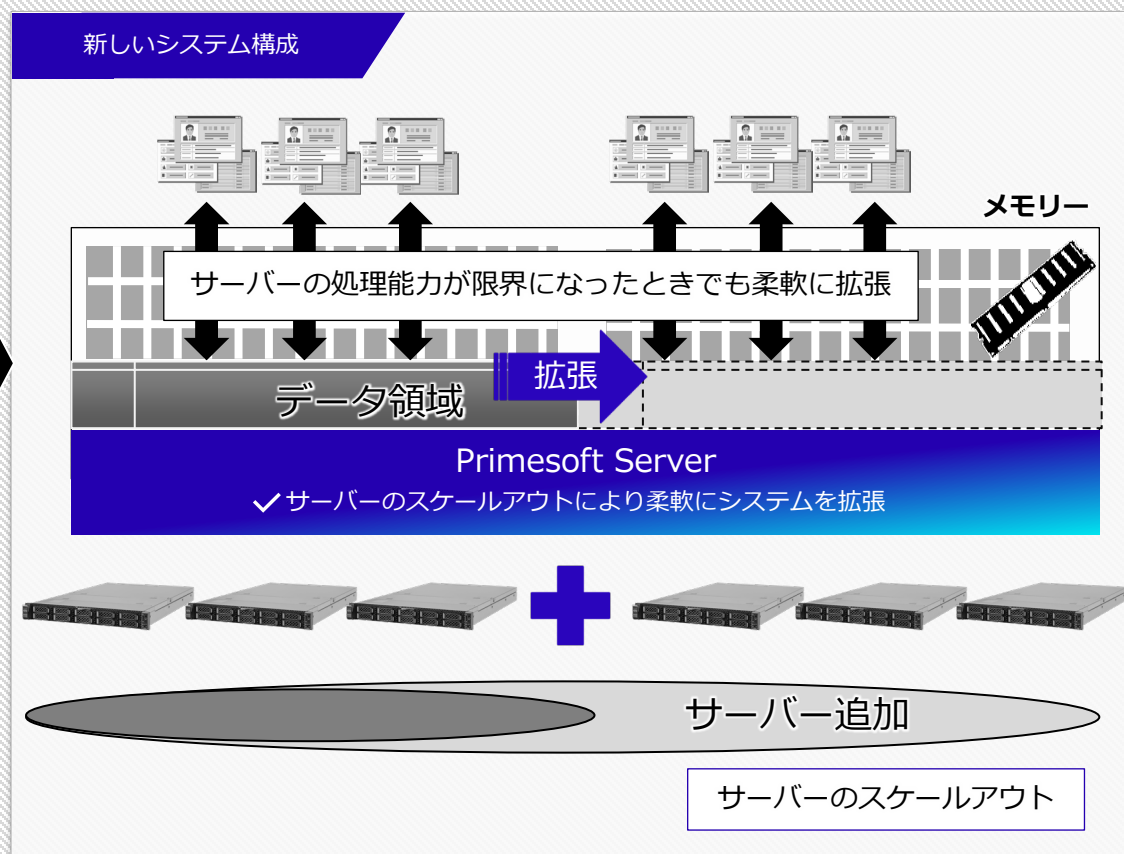 新しいシステム構成
メモリー
サーバーの処理能力が限界になったときでも柔軟に拡張
拡張
データ領域
Primesoft Server
✓サーバーのスケールアウトにより柔軟にシステムを拡張
サーバー追加
サーバーのスケールアウト